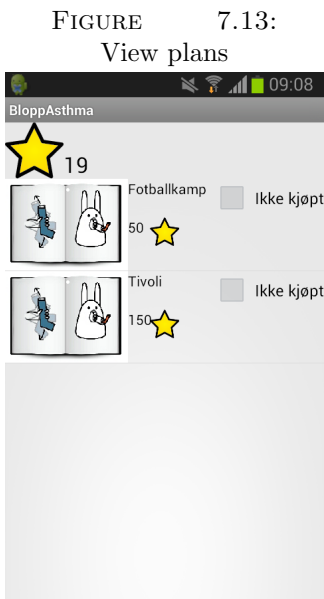 FIGURE 7.13:
View plans
09:08
BloppAsthma
19
Fotballkamp
Ikke kjøpt
50
Tivoli
Ikke kjøpt
150